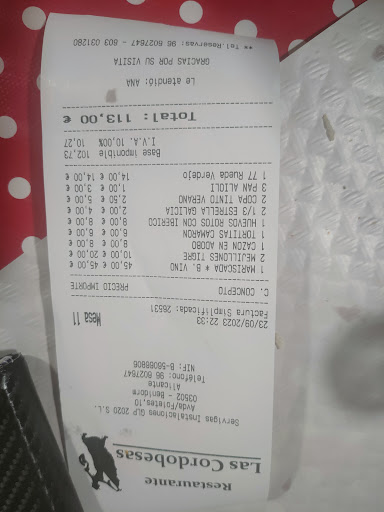 Restaurante
Las Cordobesas
Servigas Instalaciones GLP 2020 S.L.
Avda/Foietes,10
03502 - Benidorm
Alicante
Teléfono: 96 6027647
NIF: B-56066806
23/09/2023 22:33
Factura Simplificada: 26531 Mesa 11
C. CONCEPTO PRECIO IMPORTE
1 MARISCADA * B. VINO 45,00 € 45,00 €
2 MEJILLONES TIGRE 10,00 € 20,00 €
1 CAZON EN ADOBO 8,00 € 8,00 €
1 TORTITAS CAMARON 6,00 € 6,00 €
1 HUEVOS ROTOS CON IBERICO 8,00 € 8,00 €
2 1/3 ESTRELLA GALICIA 2,00 € 4,00 €
2 COPA TINTO VERANO 2,50 € 5,00 €
3 PAN ALIOLI 1,00 € 3,00 €
1 77 Rueda Verdejo 14,00 € 14,00 €
Base imponible 102,73
I.V.A. 10,00% 10,27
Total: 113,00 €
Le atendió: ANA
GRACIAS POR SU VISITA
** Tel.Reservas: 96 6027647 - 603 031280